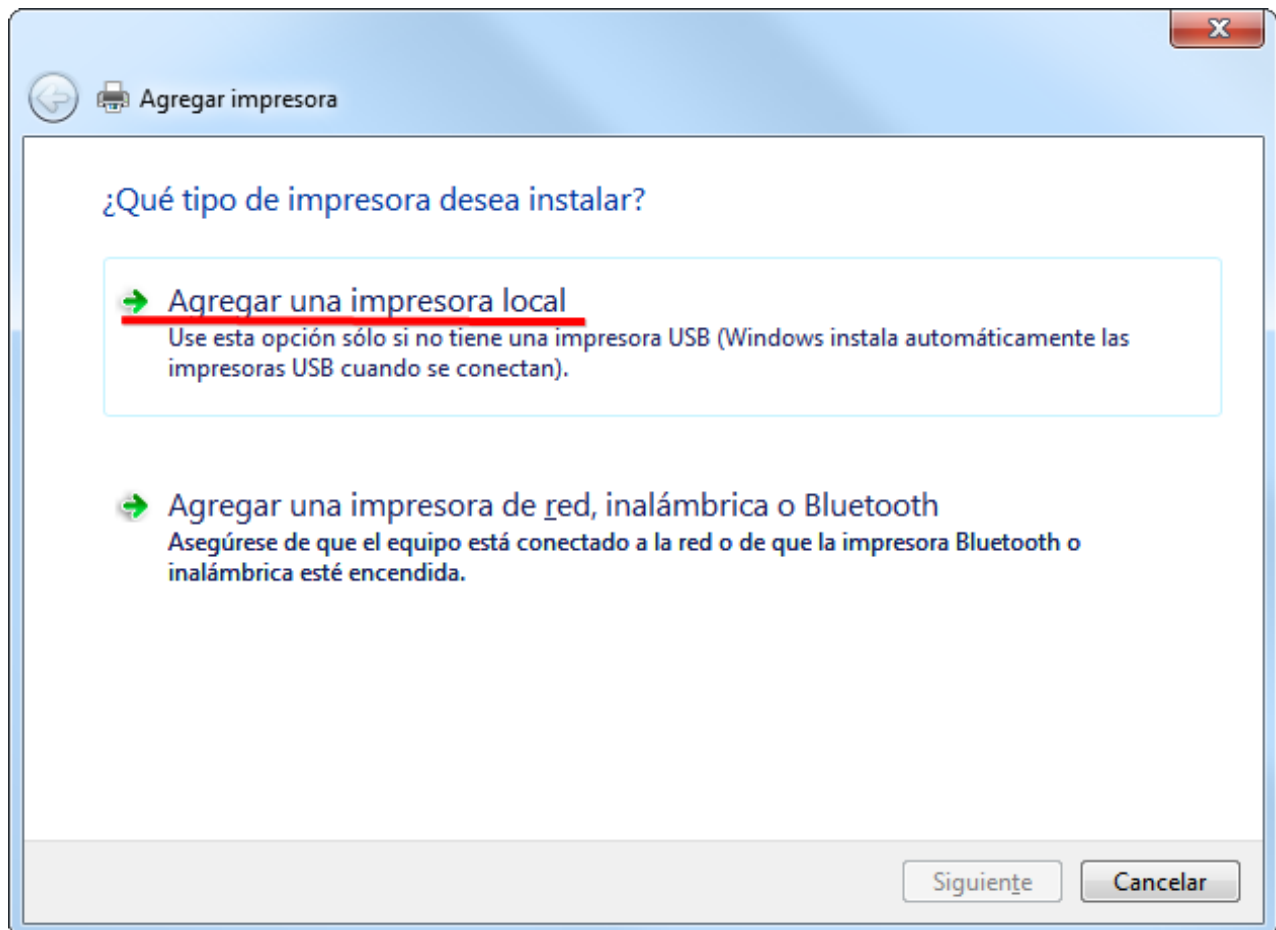 Agregar impresora
¿Qué tipo de impresora desea instalar?
Agregar una impresora local
Use esta opción sólo si no tiene una impresora USB (Windows instala automáticamente las
impresoras USB cuando se conectan).
Agregar una impresora de red, inalámbrica o Bluetooth
Asegúrese de que el equipo está conectado a la red o de que la impresora Bluetooth o
inalámbrica esté encendida.
Siguiente
Cancelar